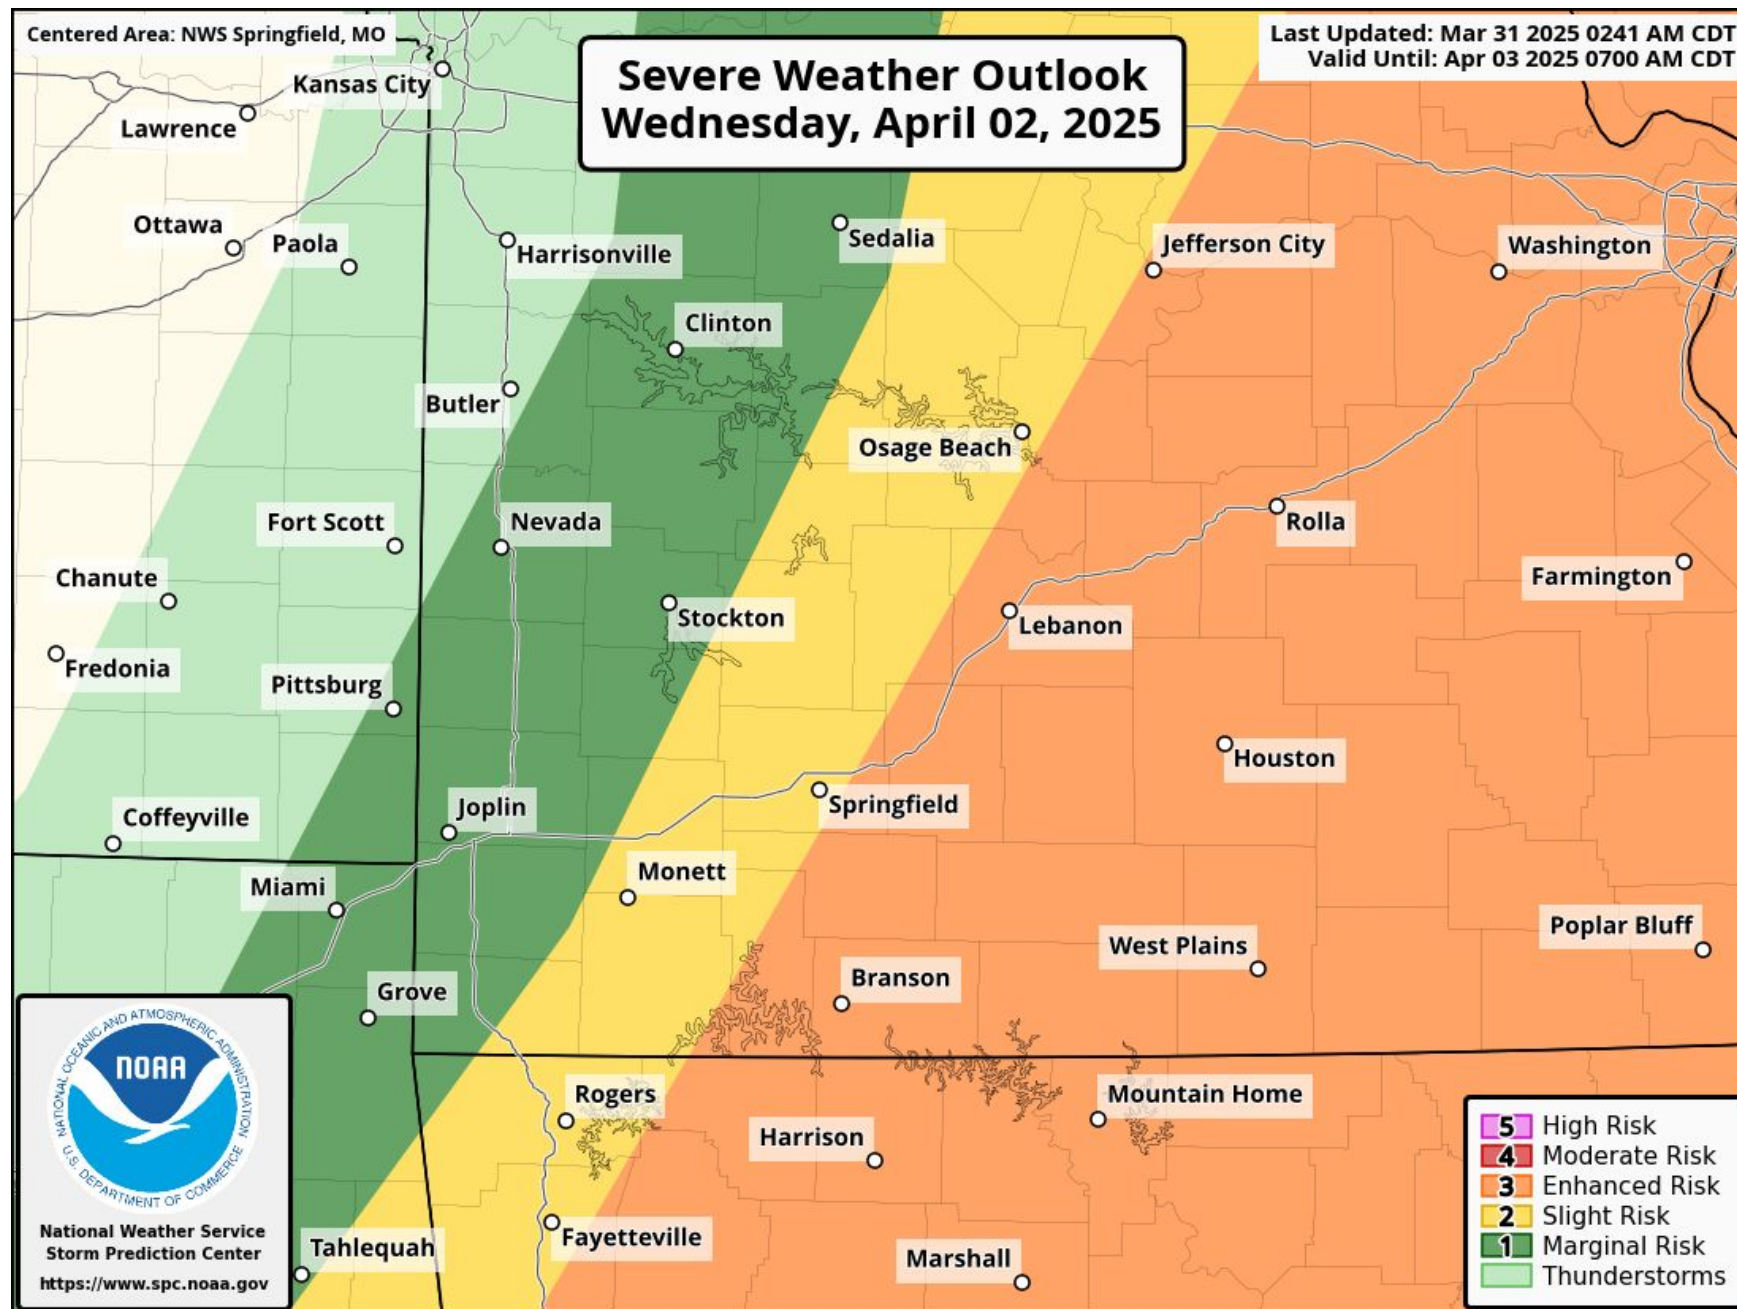 Centered Area: NWS Springfield, MO
Last Updated: Mar 31 2025 0241 AM CDT
Valid Until: Apr 03 2025 0700 AM CDT
Severe Weather Outlook
Wednesday, April 02, 2025
Kansas City
Lawrence
Ottawa
Paola
Harrisonville
Sedalia
Jefferson City
Washington
Clinton
Butler
Osage Beach
Fort Scott
Nevada
Rolla
Chanute
Farmington
Stockton
Lebanon
Fredonia
Pittsburg
Houston
Coffeyville
Joplin
Springfield
Miami
Monett
Poplar Bluff
West Plains
Branson
Grove
Rogers
Mountain Home
Harrison
Fayetteville
Tahlequah
Marshall
NATIONAL OCEANIC AND ATMOSPHERIC ADMINISTRATION
NOAA
U.S. DEPARTMENT OF COMMERCE
National Weather Service
Storm Prediction Center
https://www.spc.noaa.gov
5 High Risk
4 Moderate Risk
3 Enhanced Risk
2 Slight Risk
1 Marginal Risk
Thunderstorms